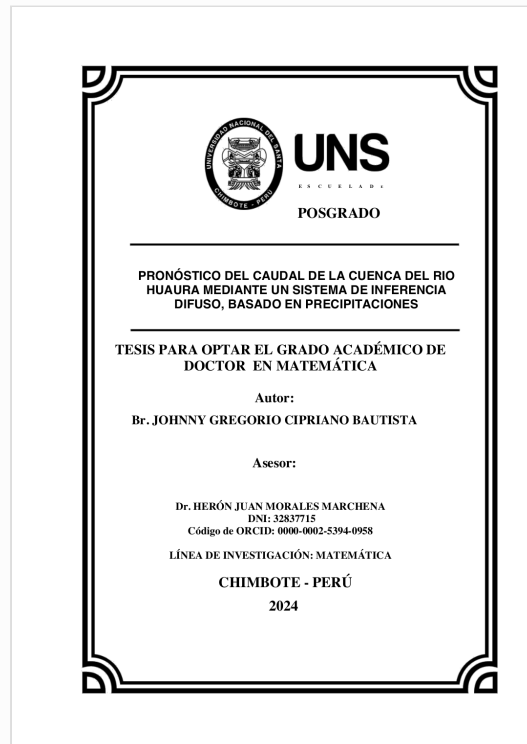 UNIVERSIDAD NACIONAL DEL SANTA
CHIMBOTE - PERÚ
UNS
ESCUELADe
POSGRADO
PRONÓSTICO DEL CAUDAL DE LA CUENCA DEL RIO
HUAURA MEDIANTE UN SISTEMA DE INFERENCIA
DIFUSO, BASADO EN PRECIPITACIONES
TESIS PARA OPTAR EL GRADO ACADÉMICO DE
DOCTOR EN MATEMÁTICA
Autor:
Br. JOHNNY GREGORIO CIPRIANO BAUTISTA
Asesor:
Dr. HERÓN JUAN MORALES MARCHENA
DNI: 32837715
Código de ORCID: 0000-0002-5394-0958
LÍNEA DE INVESTIGACIÓN: MATEMÁTICA
CHIMBOTE - PERÚ
2024